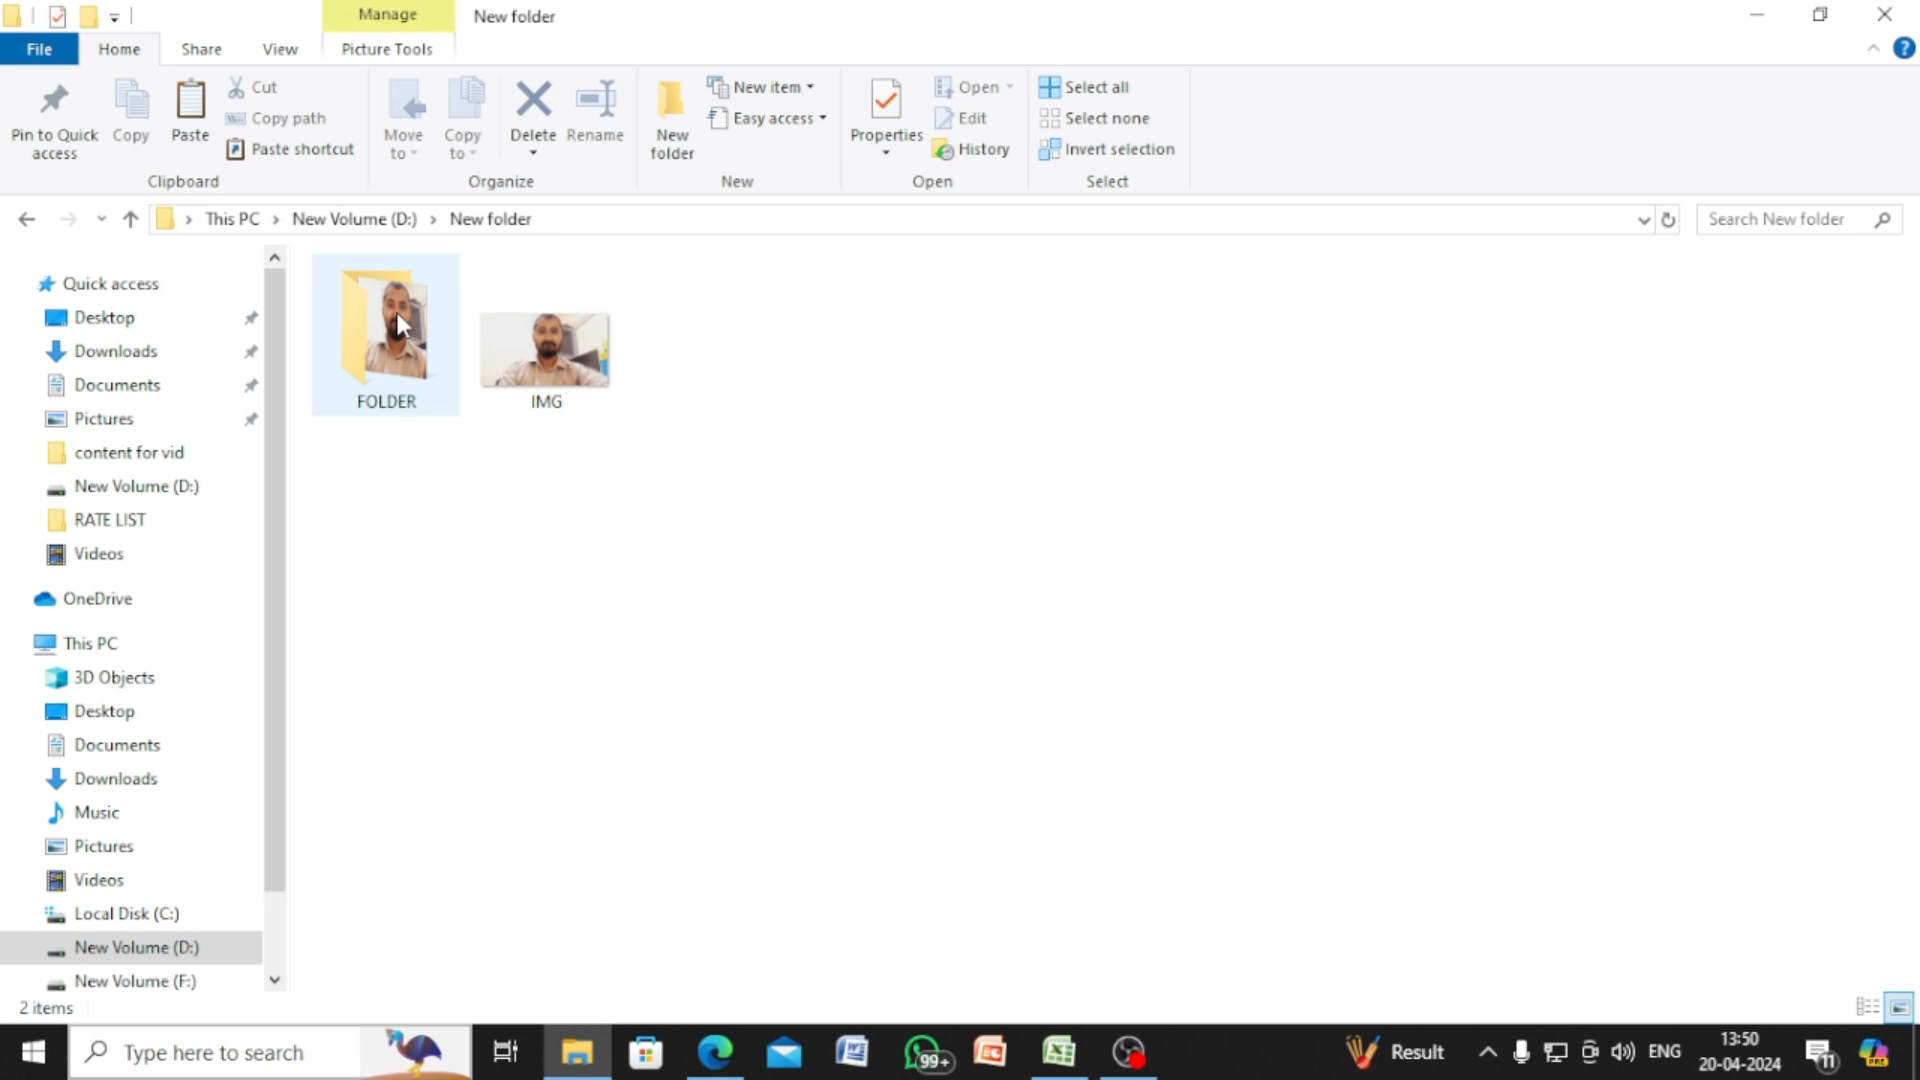 Manage
New folder
File
Home
Share
View
Picture Tools
Pin to Quick
access
Copy
Paste
Cut
Copy path
Paste shortcut
Clipboard
Move
to
Copy
to
Delete
Rename
Organize
New
folder
New item
Easy access
New
Properties
Open
Edit
History
Open
Select all
Select none
Invert selection
Select
This PC
New Volume (D:)
New folder
Search New folder
Quick access
Desktop
Downloads
Documents
Pictures
content for vid
New Volume (D:)
RATE LIST
Videos
OneDrive
This PC
3D Objects
Desktop
Documents
Downloads
Music
Pictures
Videos
Local Disk (C:)
New Volume (D:)
New Volume (F:)
FOLDER
IMG
2 items
Type here to search
99+
Result
ENG
13:50
20-04-2024
11
PRE